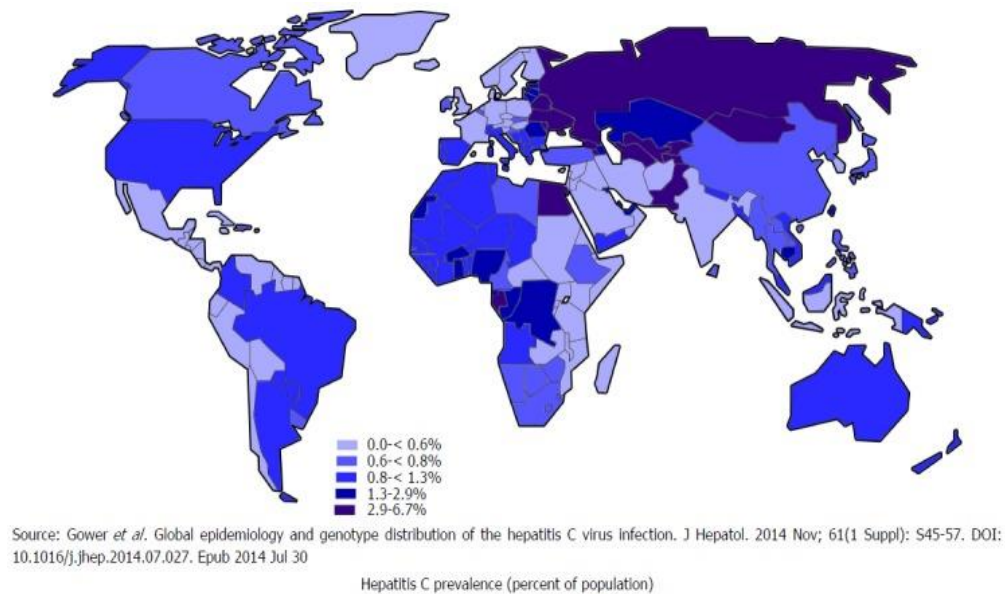 0.0-< 0.6%
0.6-< 0.8%
0.8-< 1.3%
1.3-2.9%
2.9-6.7%
Source: Gower et al. Global epidemiology and genotype distribution of the hepatitis C virus infection. J Hepatol. 2014 Nov; 61(1 Suppl): S45-57. DOI:
10.1016/j.jhep.2014.07.027. Epub 2014 Jul 30
Hepatitis C prevalence (percent of population)